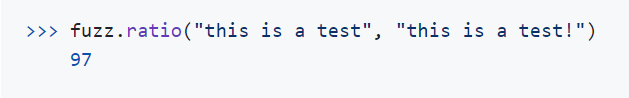 >>> fuzz.ratio("this is a test", "this is a test!")
97